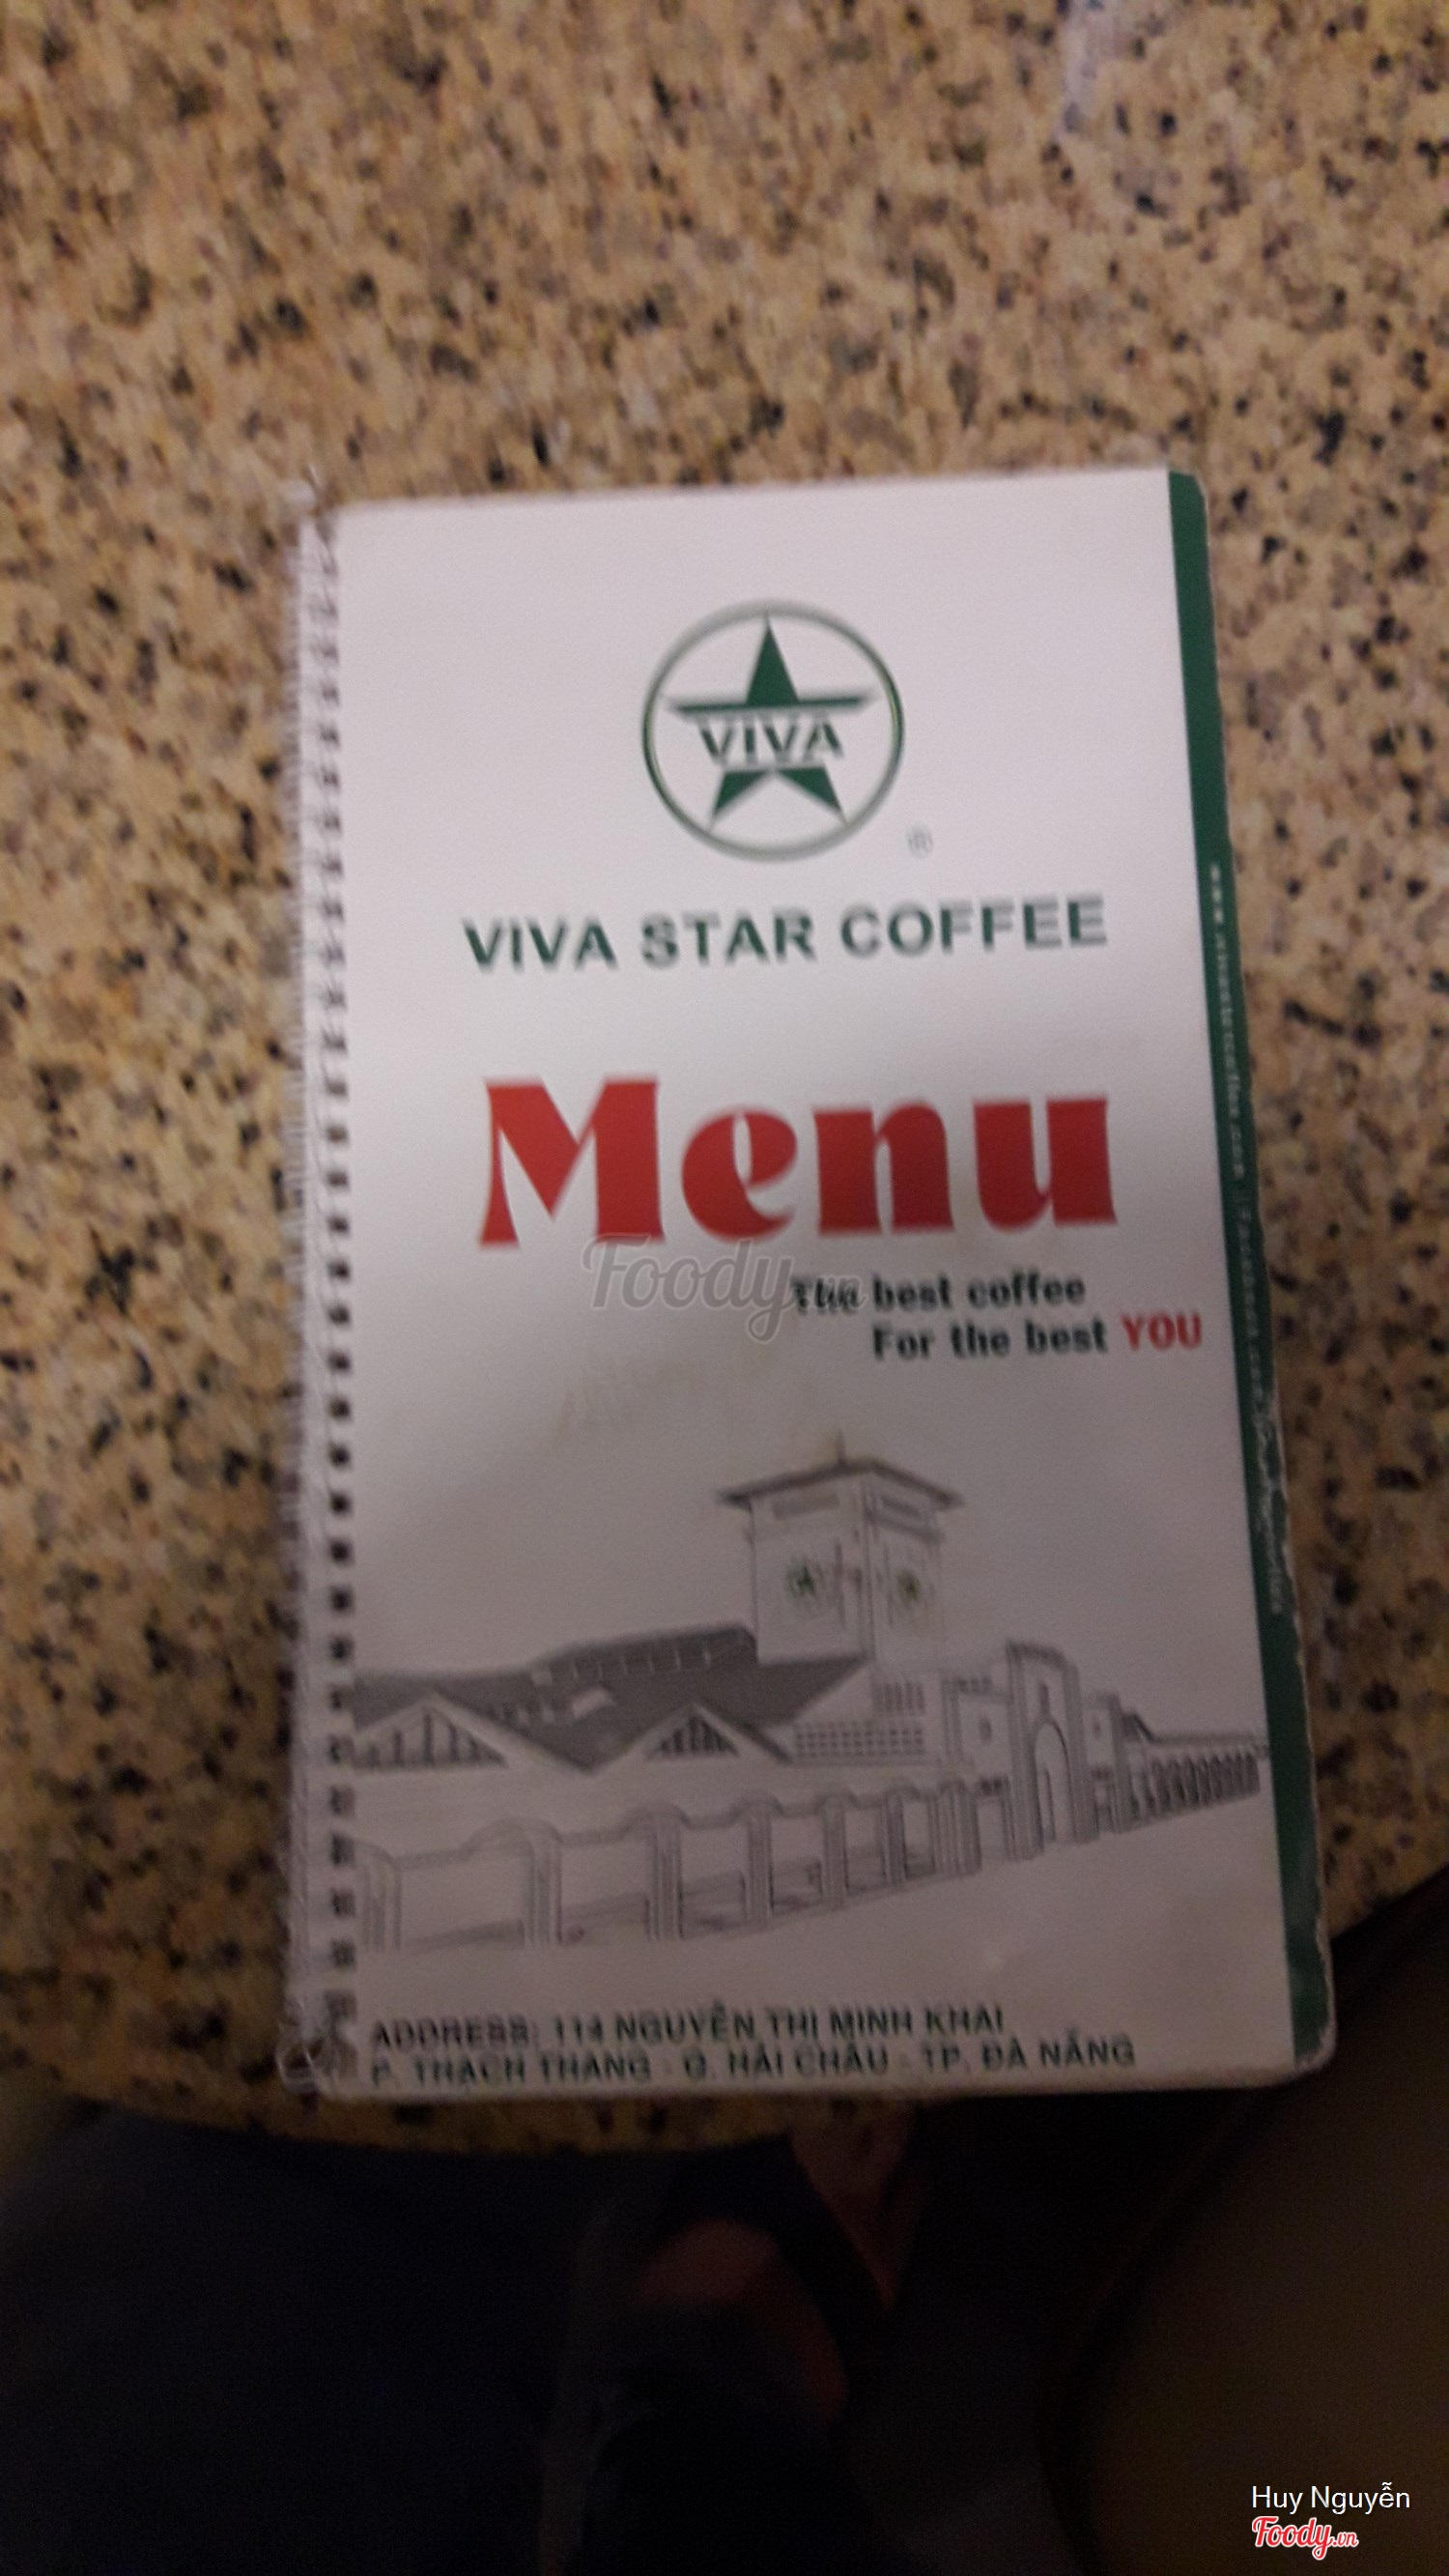 VIVA
®
VIVA STAR COFFEE
Menu
Foody.vn
The best coffee
For the best YOU
ADDRESS: 114 NGUYỄN THỊ MINH KHAI
P. THẠCH THANG - Q. HẢI CHÂU - TP. ĐÀ NẴNG
Huy Nguyễn
Foody.vn